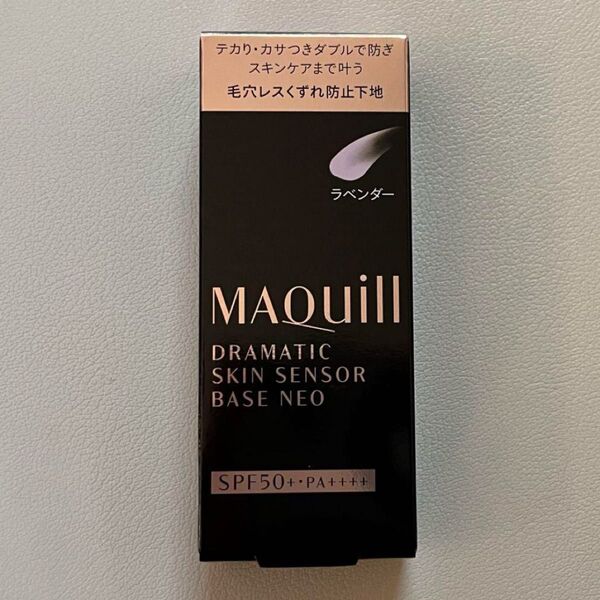 テカり・カサつきダブルで防ぎ
スキンケアまで叶う
毛穴レスくずれ防止下地
ラベンダー
MAQuill
DRAMATIC
SKIN SENSOR
BASE NEO
SPF50+・PA++++